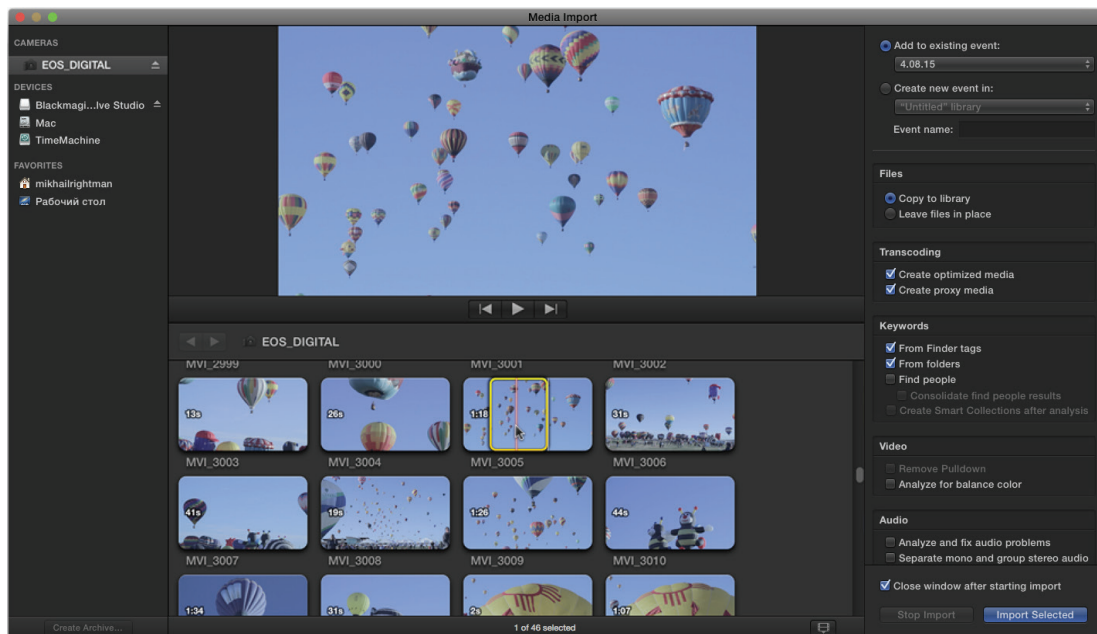 Media Import
CAMERAS
EOS_DIGITAL
DEVICES
Blackmagi...lve Studio
Mac
TimeMachine
FAVORITES
mikhailrightman
Рабочий стол
Create Archive...
EOS_DIGITAL
MVI_2999 MVI_3000 MVI_3001 MVI_3002
13s 26s 1:18 31s
MVI_3003 MVI_3004 MVI_3005 MVI_3006
41s 19s 1:26 44s
MVI_3007 MVI_3008 MVI_3009 MVI_3010
1:34 31s 2s 1:07
1 of 46 selected
Add to existing event:
4.08.15
Create new event in:
"Untitled" library
Event name:
Files
Copy to library
Leave files in place
Transcoding
Create optimized media
Create proxy media
Keywords
From Finder tags
From folders
Find people
Consolidate find people results
Create Smart Collections after analysis
Video
Remove Pulldown
Analyze for balance color
Audio
Analyze and fix audio problems
Separate mono and group stereo audio
Close window after starting import
Stop Import Import Selected